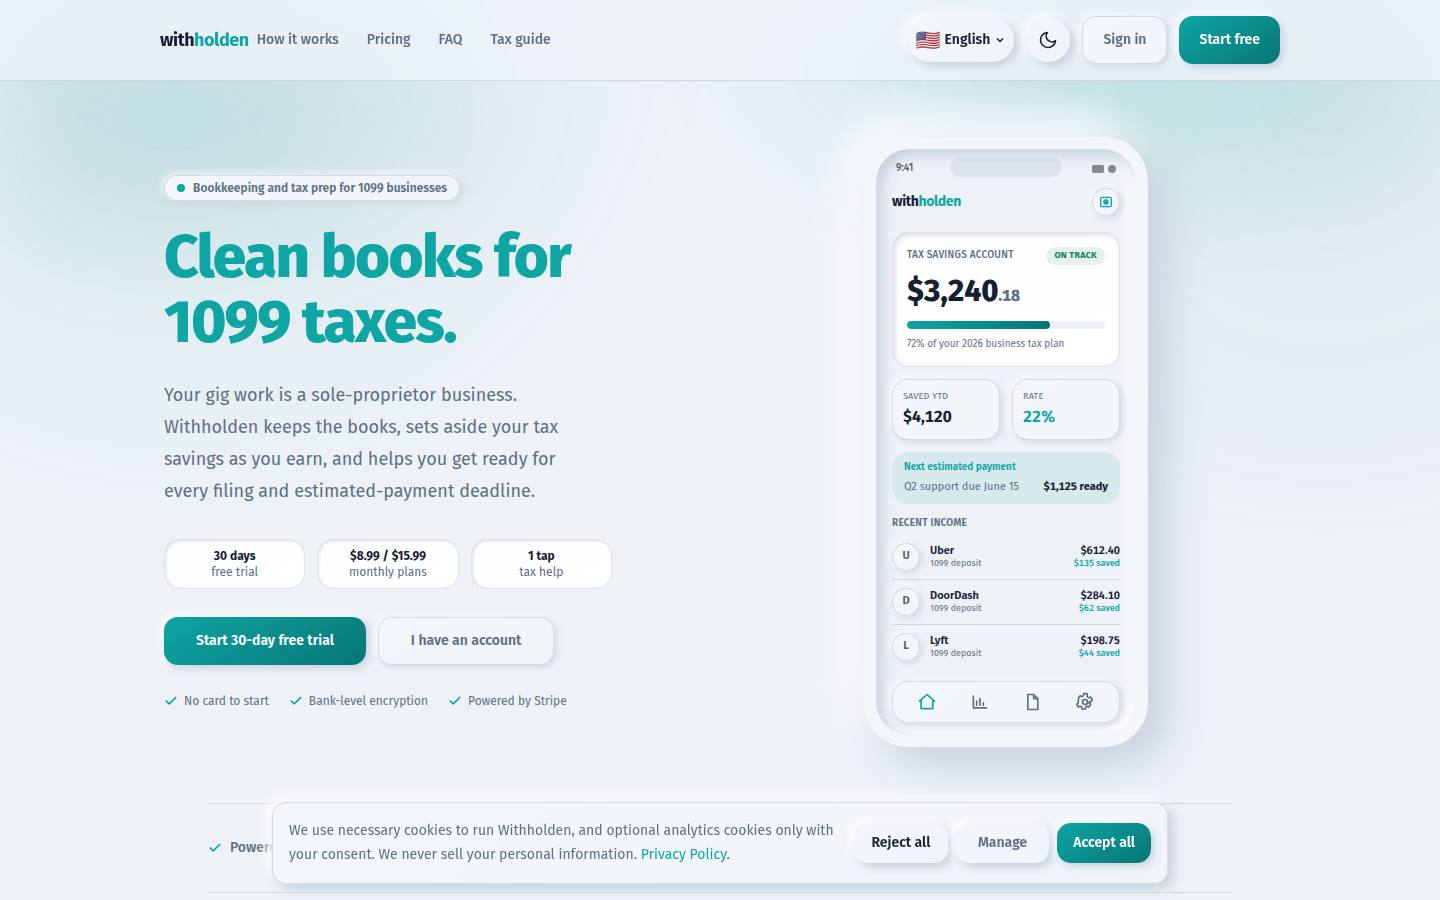 withholden
How it works
Pricing
FAQ
Tax guide
English
Sign in
Start free
Bookkeeping and tax prep for 1099 businesses
Clean books for
1099 taxes.
Your gig work is a sole-proprietor business.
Withholden keeps the books, sets aside your tax
savings as you earn, and helps you get ready for
every filing and estimated-payment deadline.
30 days
free trial
$8.99 / $15.99
monthly plans
1 tap
tax help
Start 30-day free trial
I have an account
No card to start
Bank-level encryption
Powered by Stripe
9:41
withholden
TAX SAVINGS ACCOUNT
ON TRACK
$3,240.18
72% of your 2026 business tax plan
SAVED YTD
$4,120
RATE
22%
Next estimated payment
Q2 support due June 15
$1,125 ready
RECENT INCOME
U
Uber
1099 deposit
$612.40
$135 saved
D
DoorDash
1099 deposit
$284.10
$62 saved
L
Lyft
1099 deposit
$198.75
$44 saved
We use necessary cookies to run Withholden, and optional analytics cookies only with
your consent. We never sell your personal information. Privacy Policy.
Reject all
Manage
Accept all